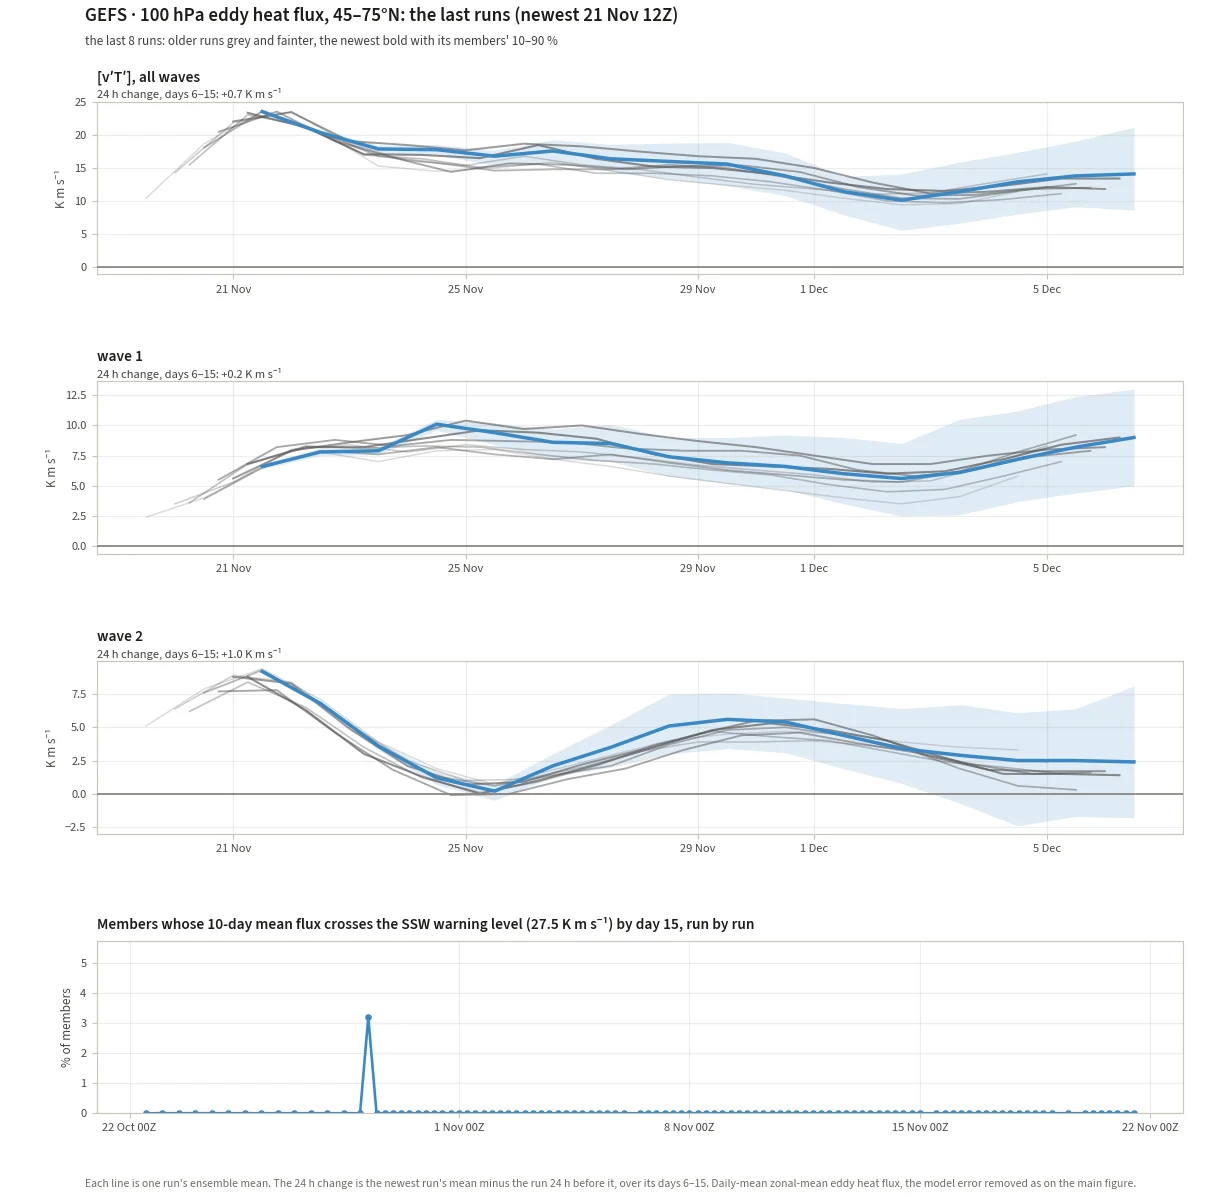 GEFS · 100 hPa eddy heat flux, 45–75°N: the last runs (newest 21 Nov 12Z)
the last 8 runs: older runs grey and fainter, the newest bold with its members' 10–90 %
[v′T′], all waves
24 h change, days 6–15: +0.7 K m s⁻¹
25
20
15
10
5
0
K m s⁻¹
21 Nov
25 Nov
29 Nov
1 Dec
5 Dec
wave 1
24 h change, days 6–15: +0.2 K m s⁻¹
12.5
10.0
7.5
5.0
2.5
0.0
K m s⁻¹
21 Nov
25 Nov
29 Nov
1 Dec
5 Dec
wave 2
24 h change, days 6–15: +1.0 K m s⁻¹
7.5
5.0
2.5
0.0
−2.5
K m s⁻¹
21 Nov
25 Nov
29 Nov
1 Dec
5 Dec
Members whose 10-day mean flux crosses the SSW warning level (27.5 K m s⁻¹) by day 15, run by run
5
4
3
2
1
0
% of members
22 Oct 00Z
1 Nov 00Z
8 Nov 00Z
15 Nov 00Z
22 Nov 00Z
Each line is one run's ensemble mean. The 24 h change is the newest run's mean minus the run 24 h before it, over its days 6–15. Daily-mean zonal-mean eddy heat flux, the model error removed as on the main figure.